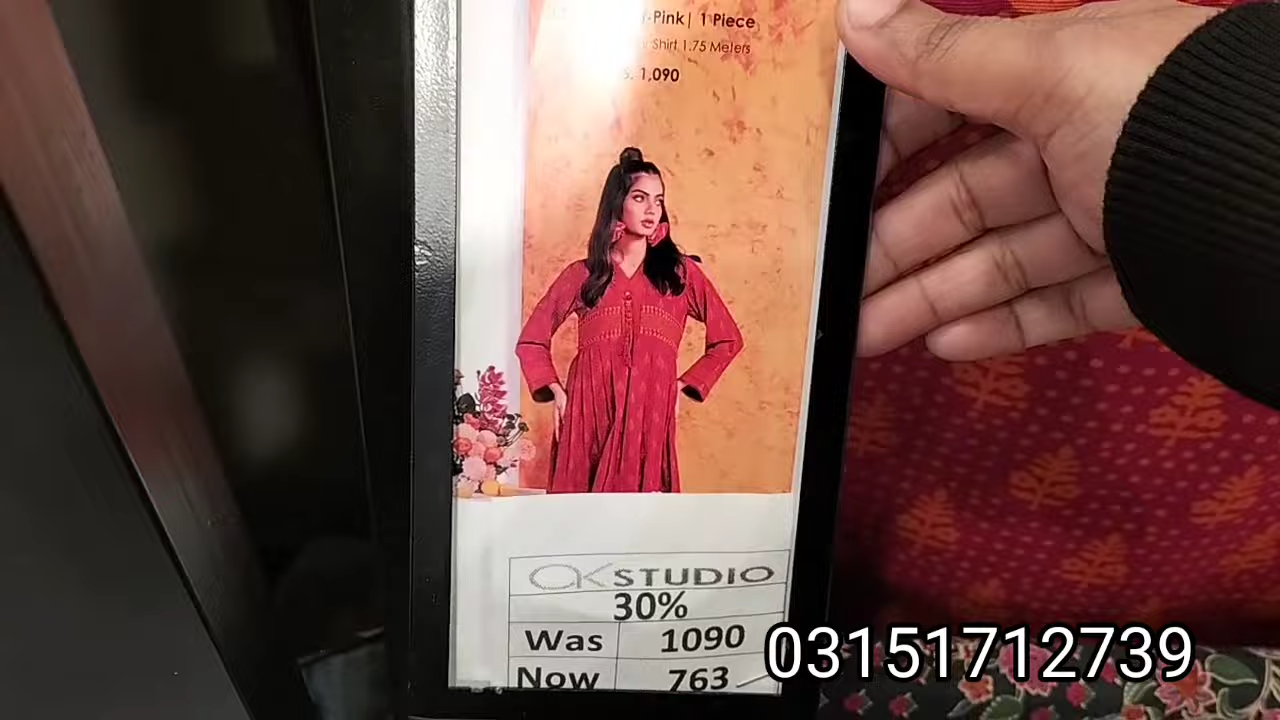 -Pink| 1 Piece
Shirt 1.75 Meters
1,090
STUDIO
30%
Was 1090
Now 763
03151712739